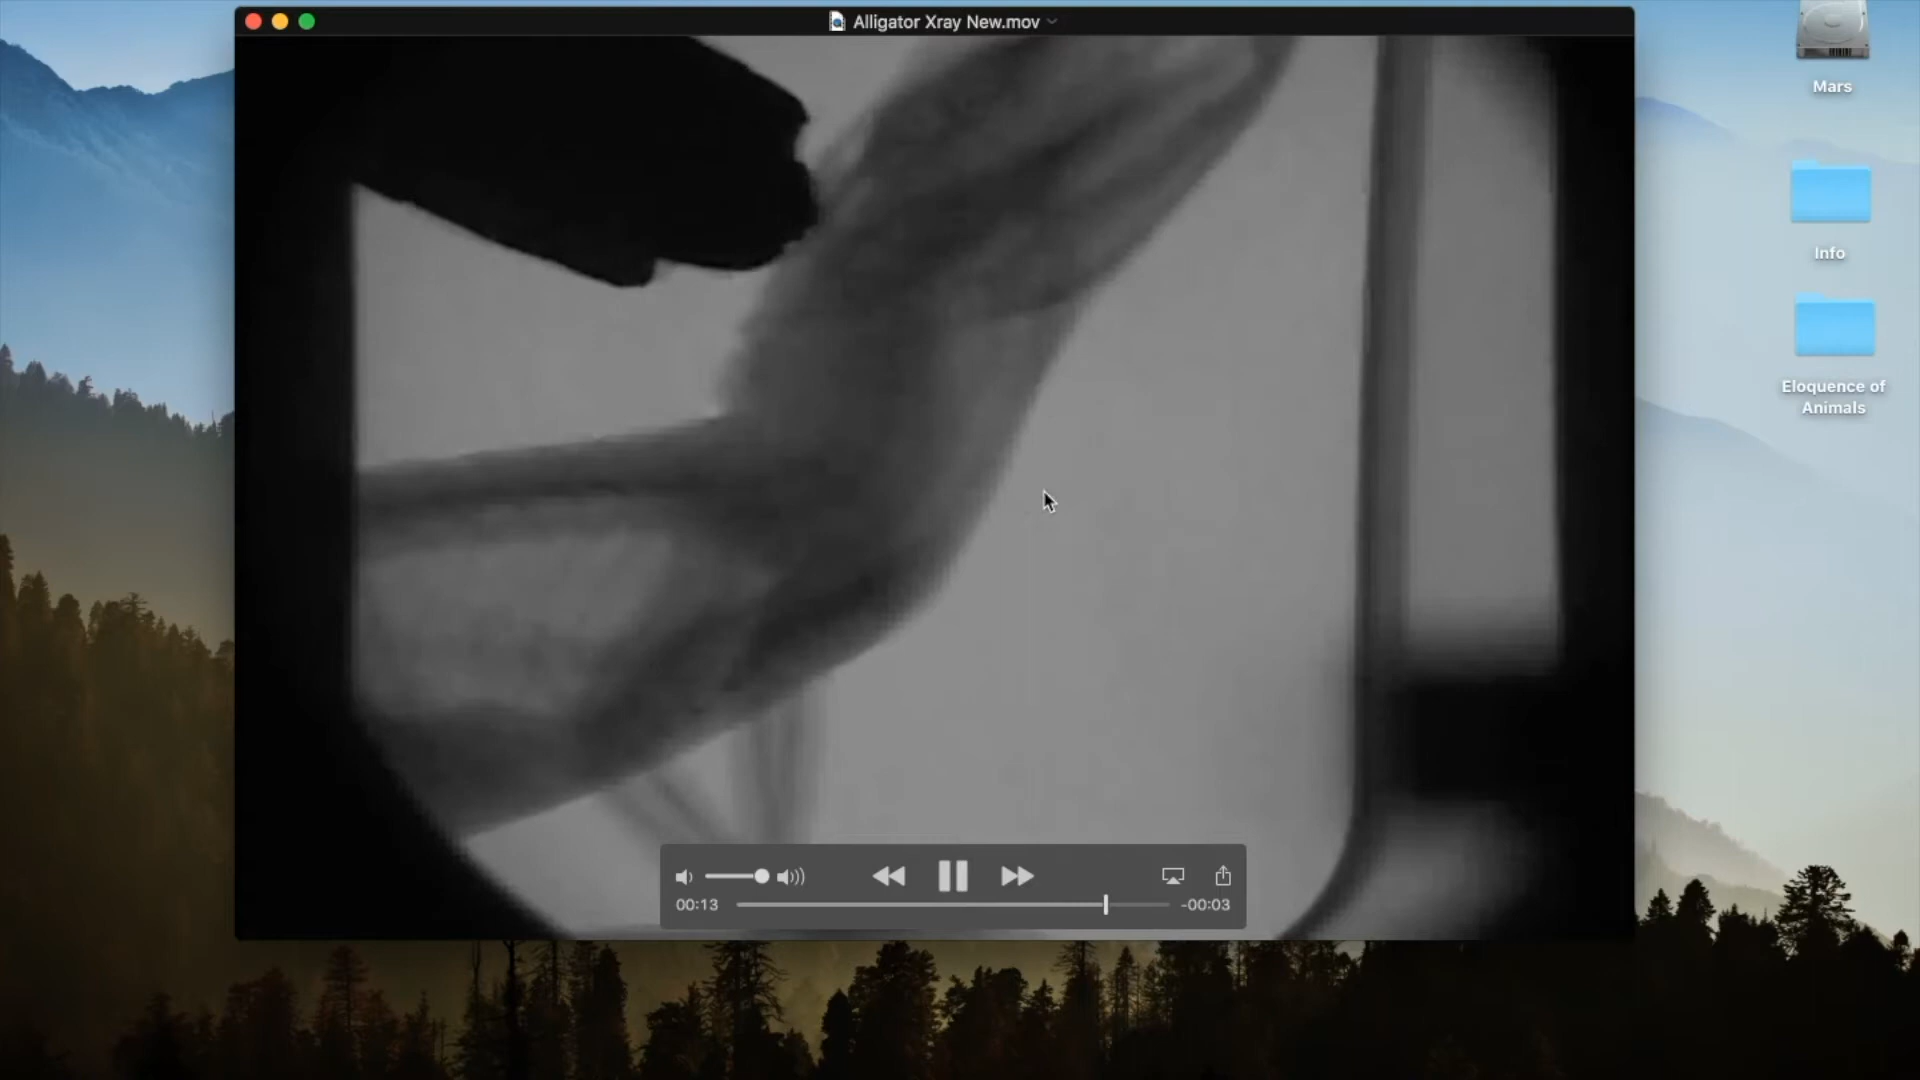 Alligator Xray New.mov
Mars
Info
Eloquence of
Animals
00:13
-00:03